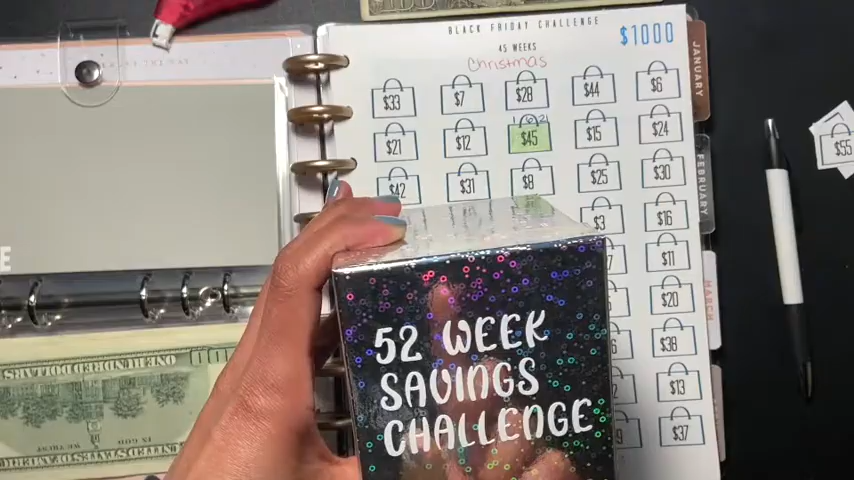 BLACK FRIDAY CHALLENGE
$1000
45 WEEKS
Christmas
$33 $7 $28 $44 $6
$21 $12 $45 $15 $24
$42 $31 $8 $25 $30
$3 $16
$11
$20
$38
$13
$37
JANUARY
FEBRUARY
MARCH
$55
52 WEEK
SAVINGS
CHALLENGE